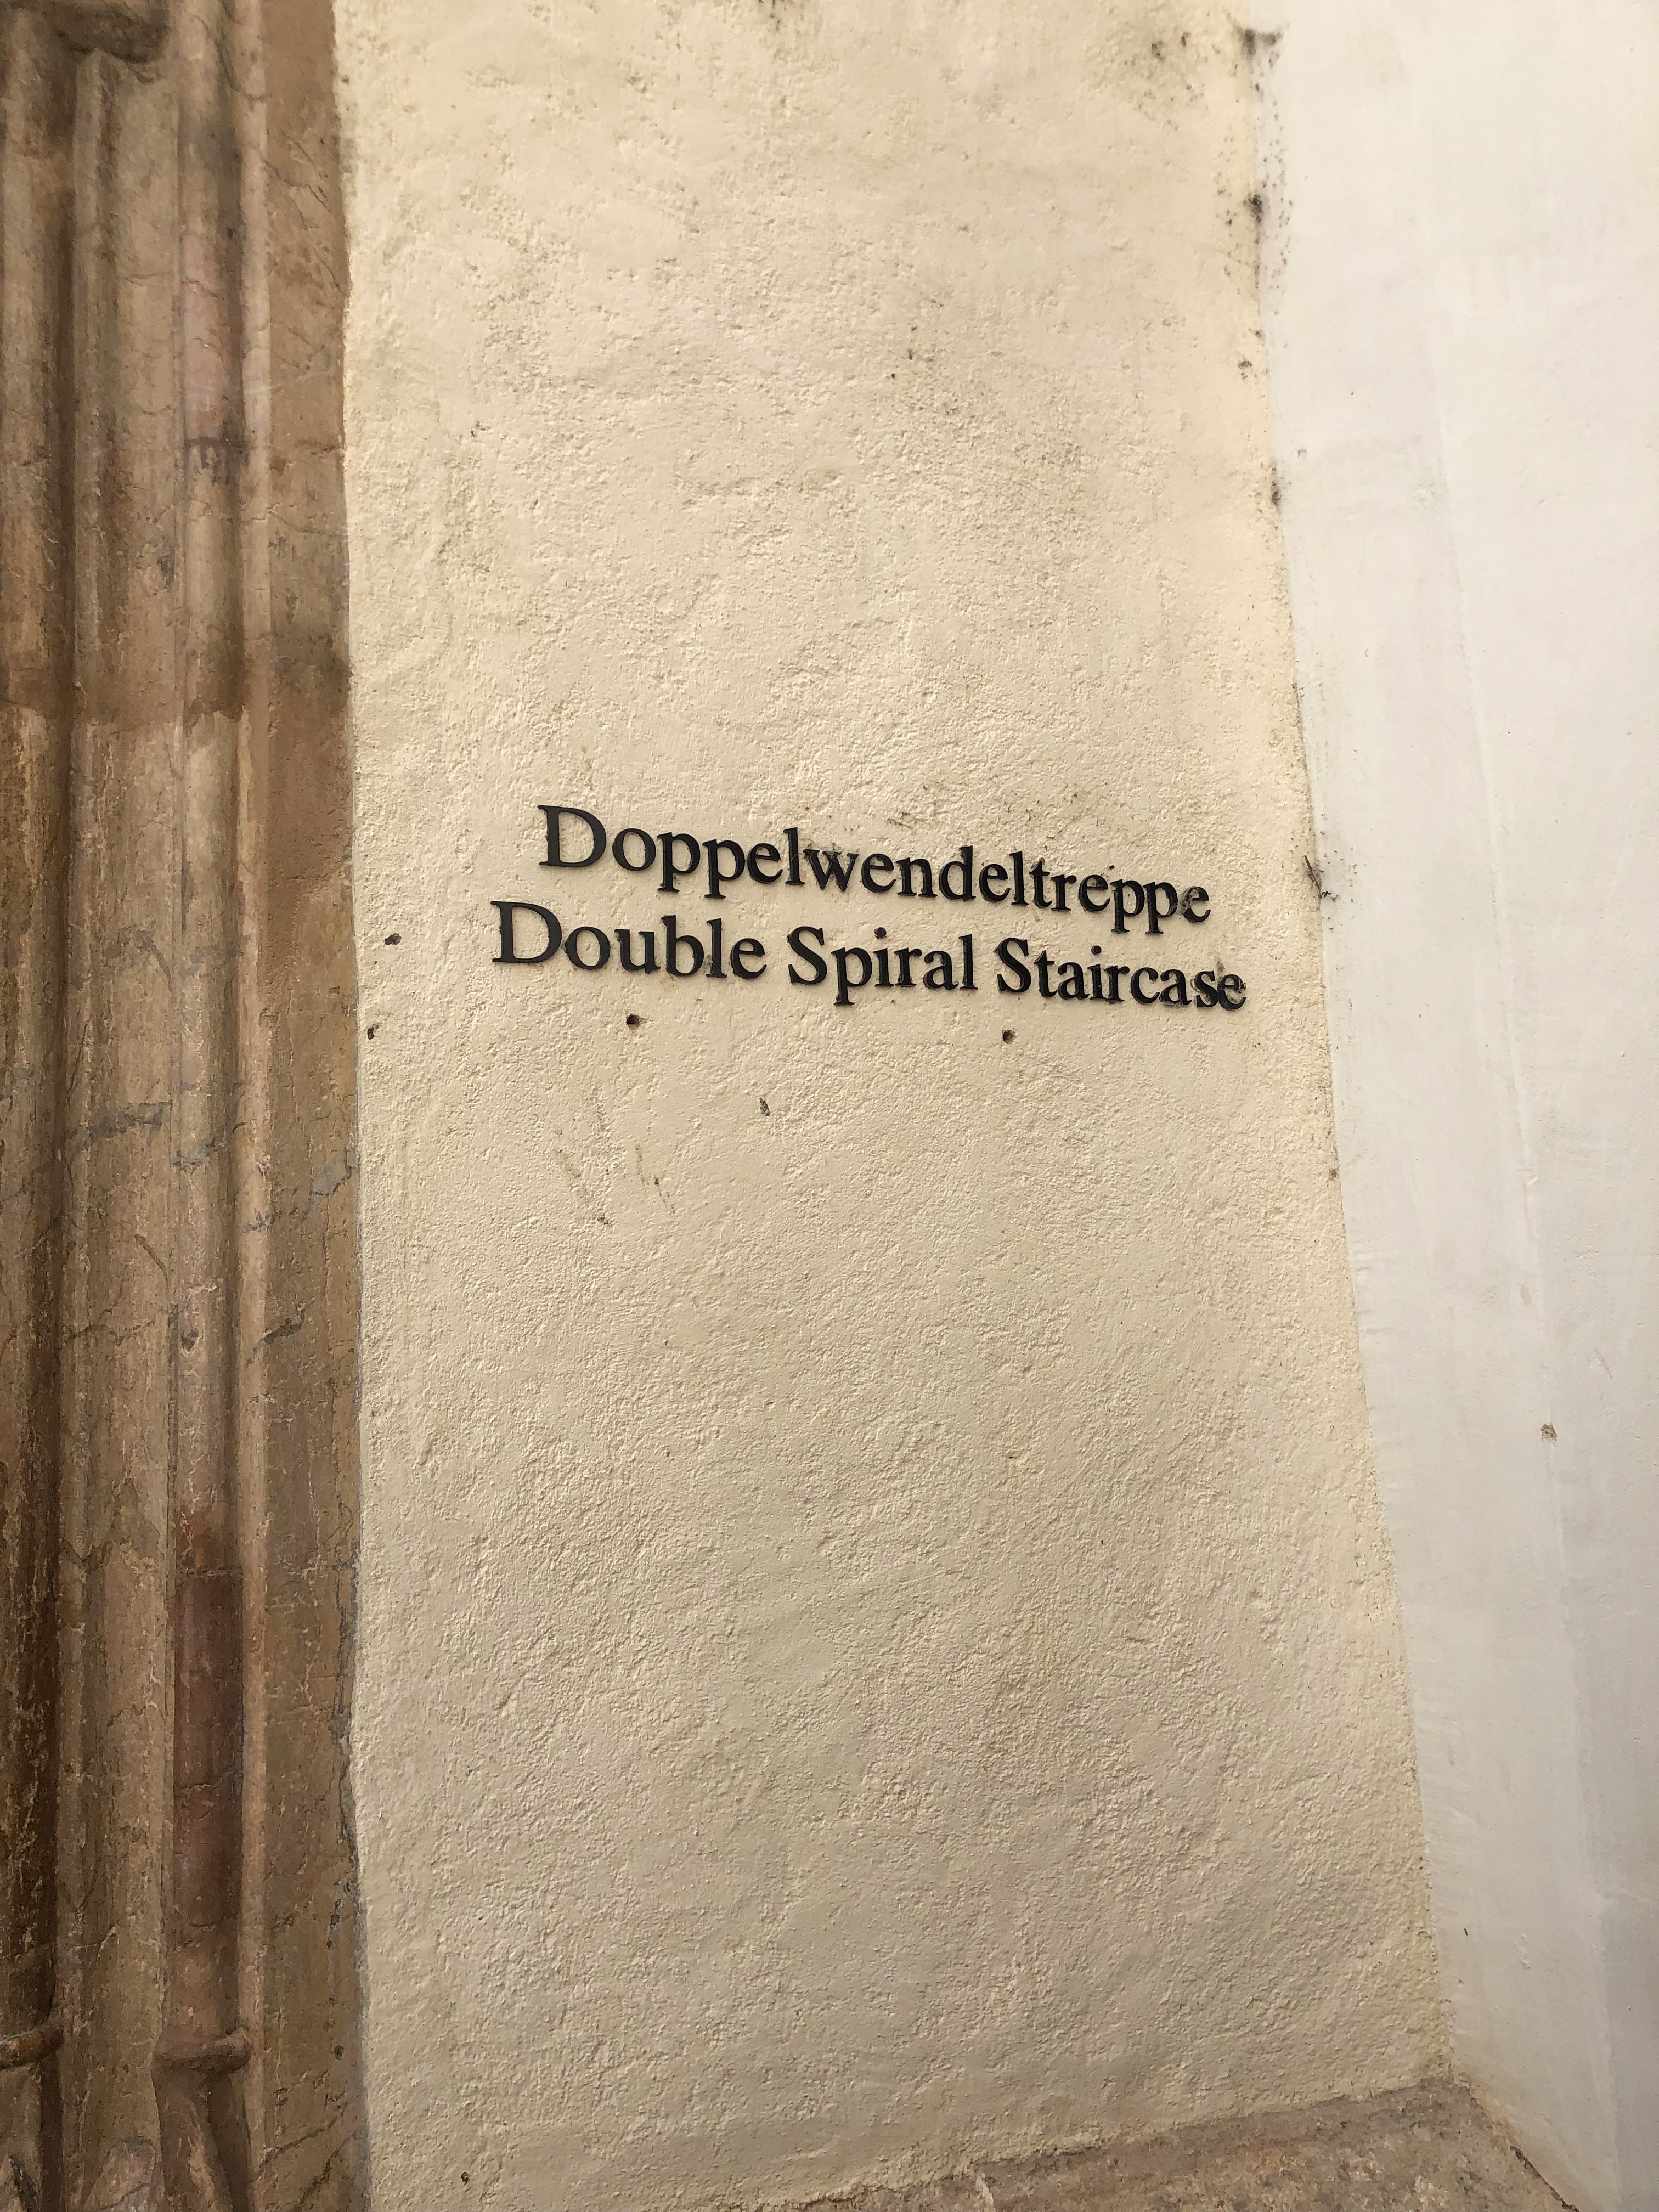 Doppelwendeltreppe
Double Spiral Staircase